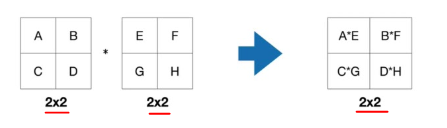 A B E F A*E B*F
*
C D G H C*G D*H
2x2 2x2 2x2